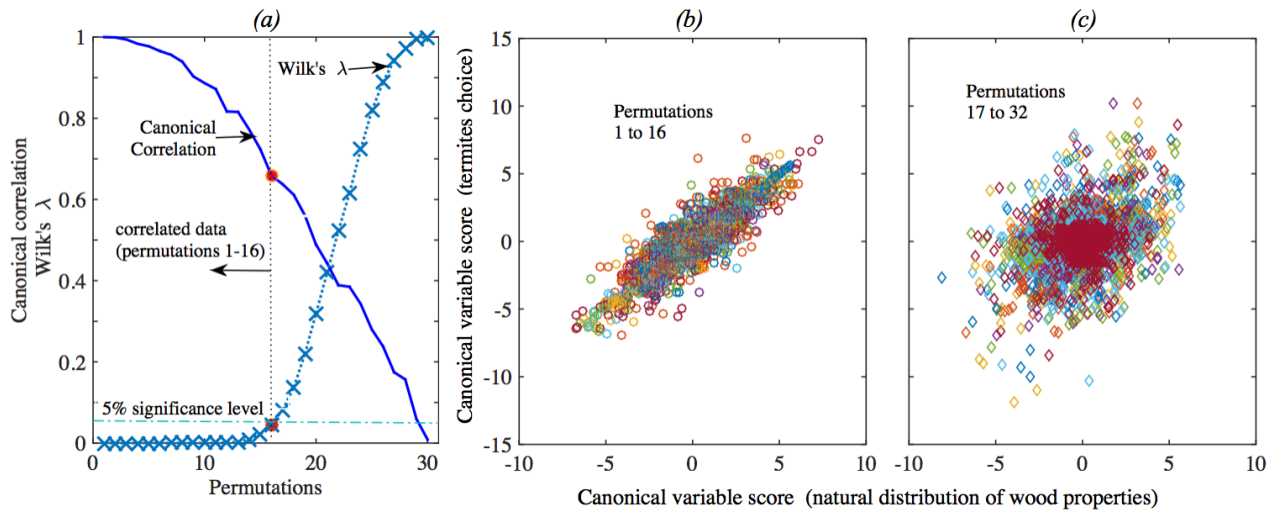 (a)
(b)
(c)
1
0.8
0.6
0.4
0.2
0
Canonical correlation
Wilk's λ
Wilk's λ
Canonical
Correlation
correlated data
(permutations 1-16)
5% significance level
0 10 20 30
Permutations
15
10
5
0
-5
-10
-15
Canonical variable score (termites choice)
Permutations
1 to 16
-10 -5 0 5 10
Permutations
17 to 32
-10 -5 0 5 10
Canonical variable score (natural distribution of wood properties)